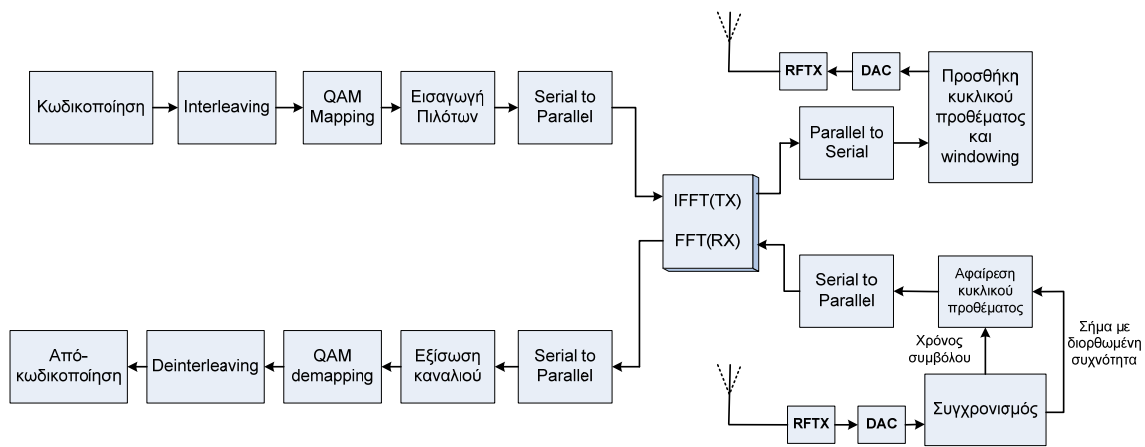 Κωδικοποίηση
Interleaving
QAM
Mapping
Εισαγωγή
Πιλότων
Serial to
Parallel
IFFT(TX)
FFT(RX)
Parallel to
Serial
Προσθήκη
κυκλικού
προθέματος
και
windowing
DAC
RFTX
RFTX
DAC
Συγχρονισμός
Χρόνος
συμβόλου
Σήμα με
διορθωμένη
συχνότητα
Αφαίρεση
κυκλικού
προθέματος
Serial to
Parallel
Serial to
Parallel
Εξίσωση
καναλιού
QAM
demapping
Deinterleaving
Από-
κωδικοποίηση